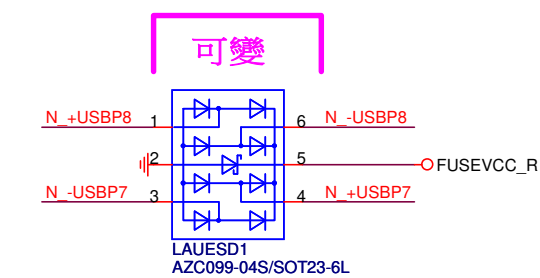 可變
N_+USBP8 1 6 N_-USBP8
2 5 FUSEVCC_R
N_-USBP7 3 4 N_+USBP7
LAUESD1
AZC099-04S/SOT23-6L